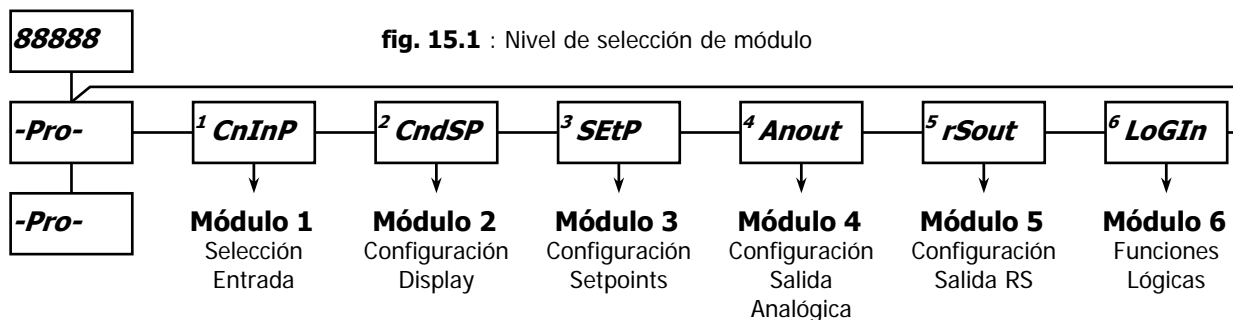 88888
fig. 15.1 : Nivel de selección de módulo
-Pro-
1 CnInP
2 CndSP
3 SEtP
4 Anout
5 rSout
6 LoGIn
-Pro-
Módulo 1
Selección
Entrada
Módulo 2
Configuración
Display
Módulo 3
Configuración
Setpoints
Módulo 4
Configuración
Salida
Analógica
Módulo 5
Configuración
Salida RS
Módulo 6
Funciones
Lógicas